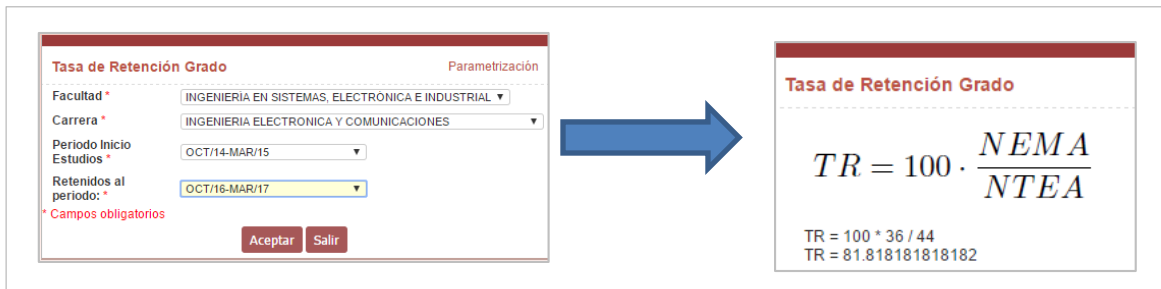 Tasa de Retención Grado Parametrización
Facultad * INGENIERÍA EN SISTEMAS, ELECTRÓNICA E INDUSTRIAL
Carrera * INGENIERIA ELECTRONICA Y COMUNICACIONES
Periodo Inicio
Estudios * OCT/14-MAR/15
Retenidos al
periodo: * OCT/16-MAR/17
* Campos obligatorios
Aceptar Salir
Tasa de Retención Grado
TR = 100 · NEMA / NTEA
TR = 100 * 36 / 44
TR = 81.818181818182